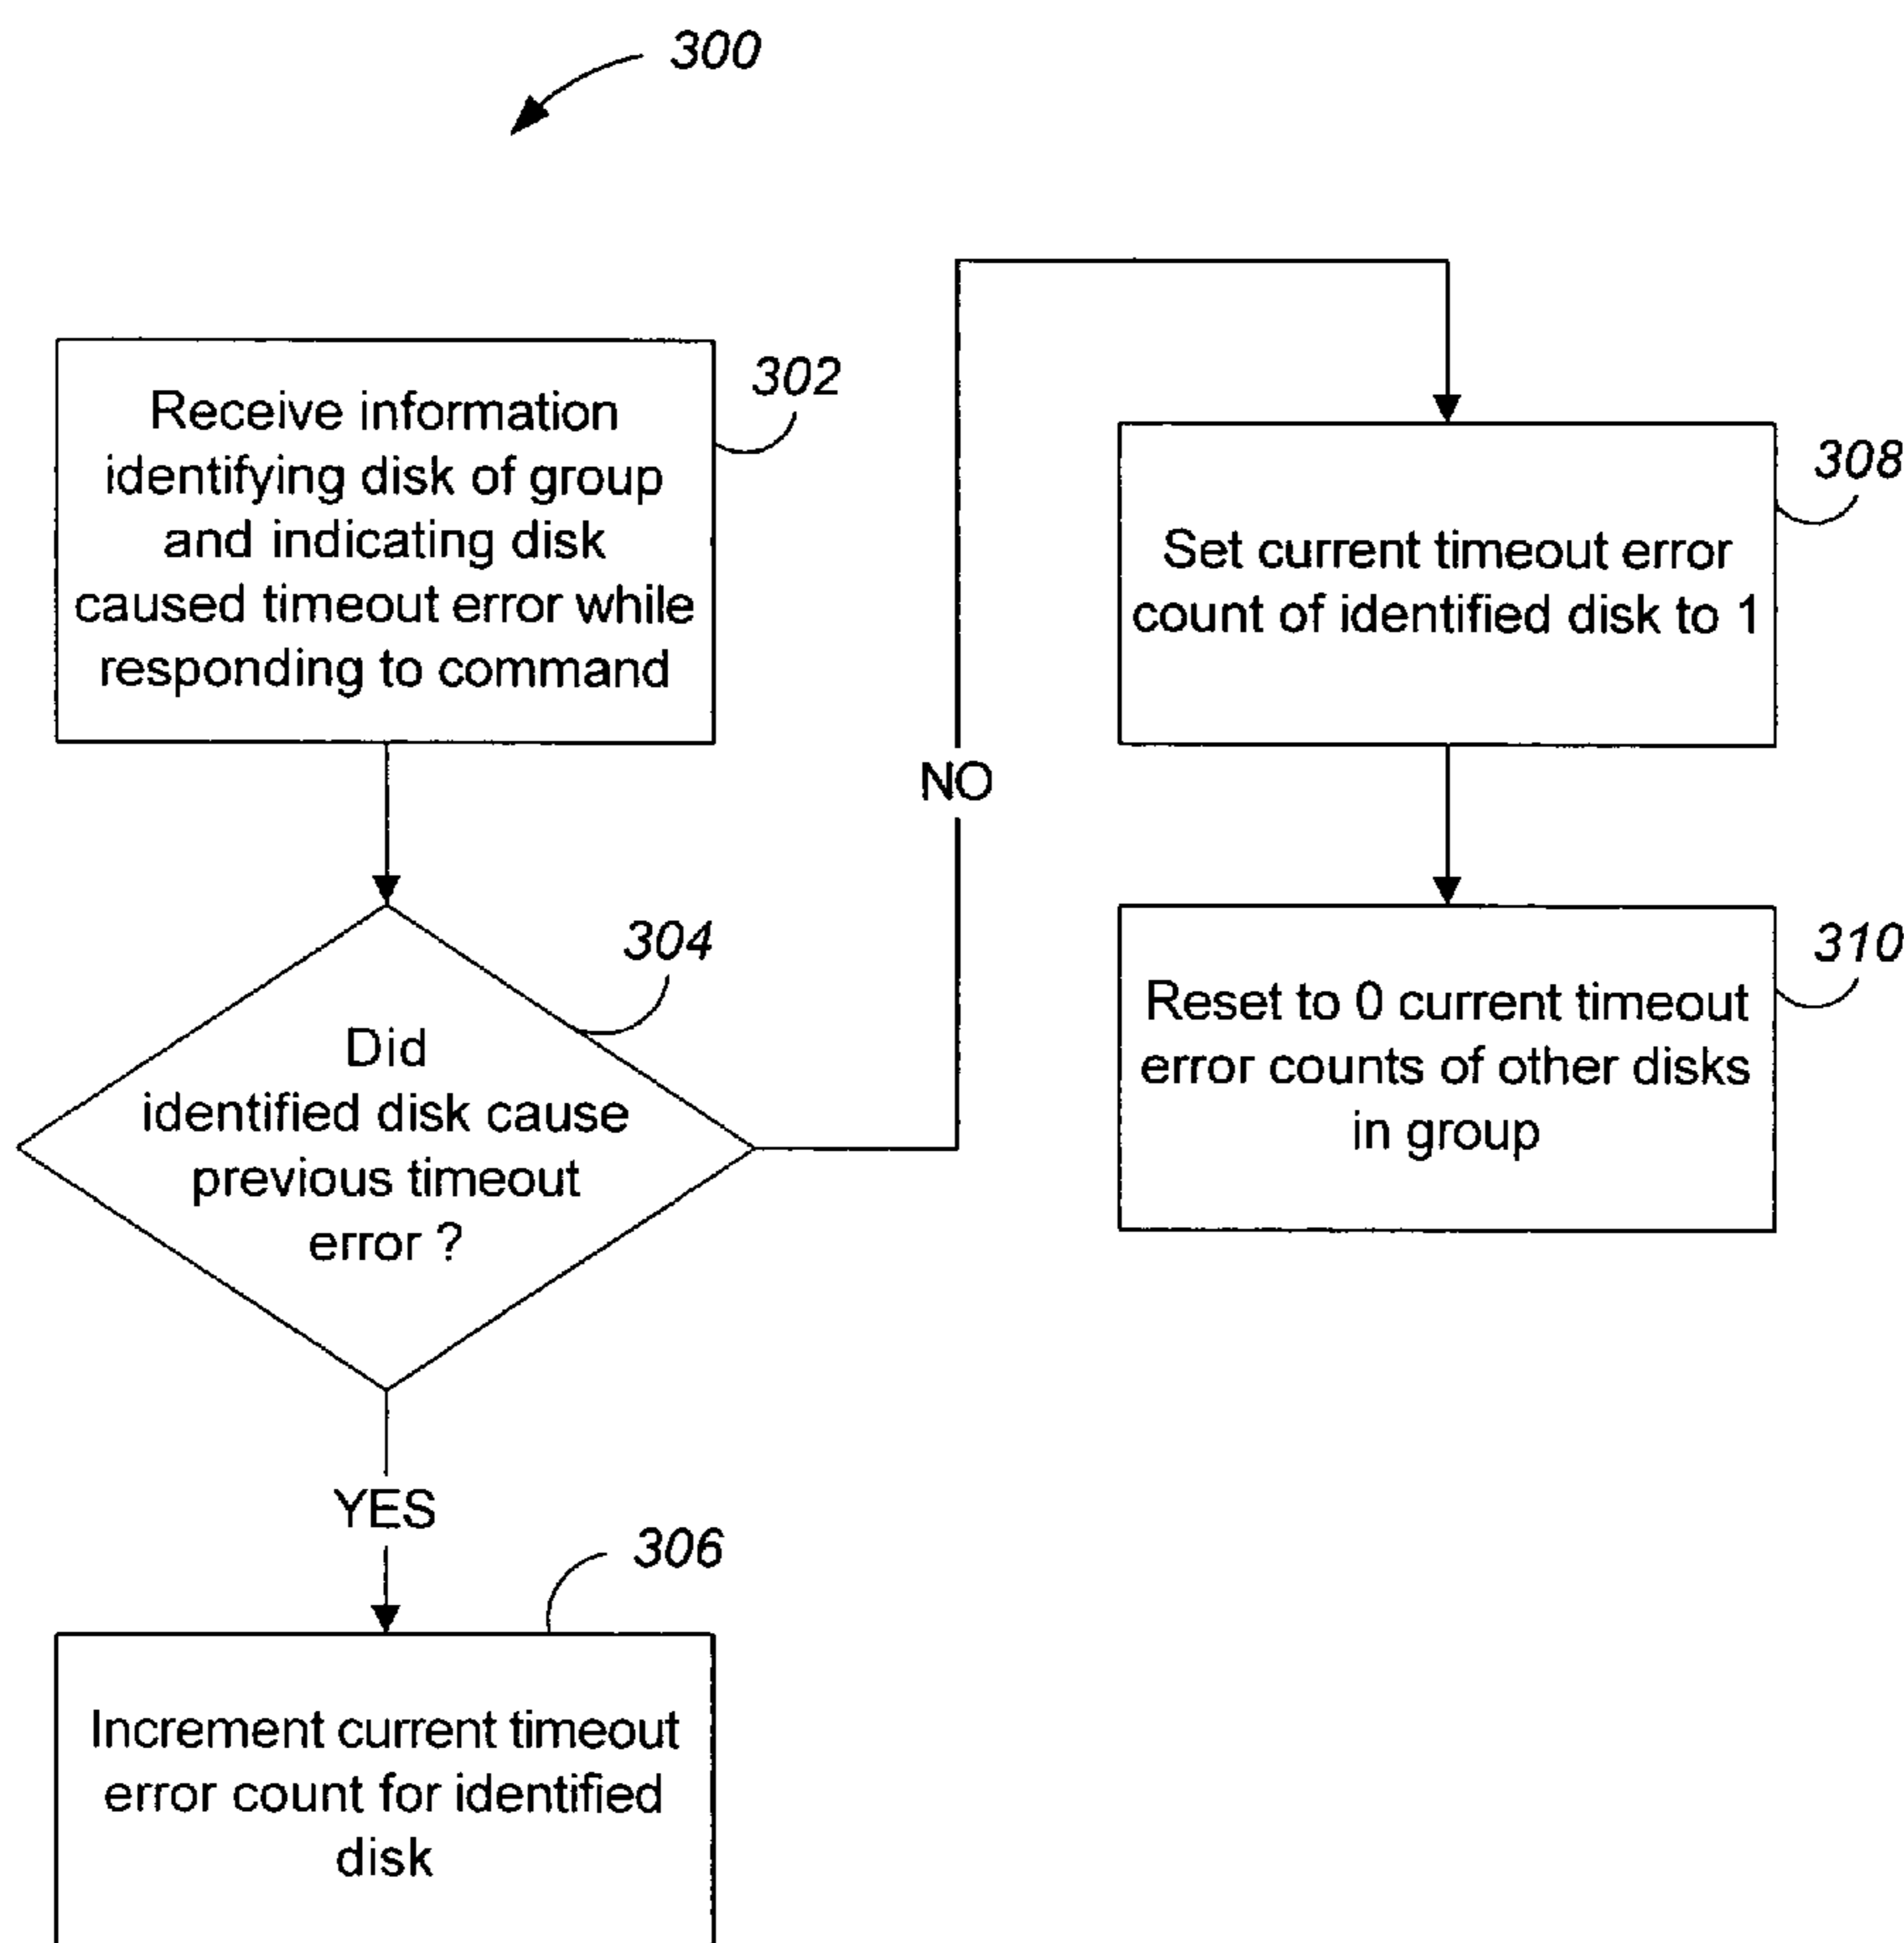 300
302
Receive information
identifying disk of group
and indicating disk
caused timeout error while
responding to command
304
Did
identified disk cause
previous timeout
error ?
YES
306
Increment current timeout
error count for identified
disk
NO
308
Set current timeout error
count of identified disk to 1
310
Reset to 0 current timeout
error counts of other disks
in group